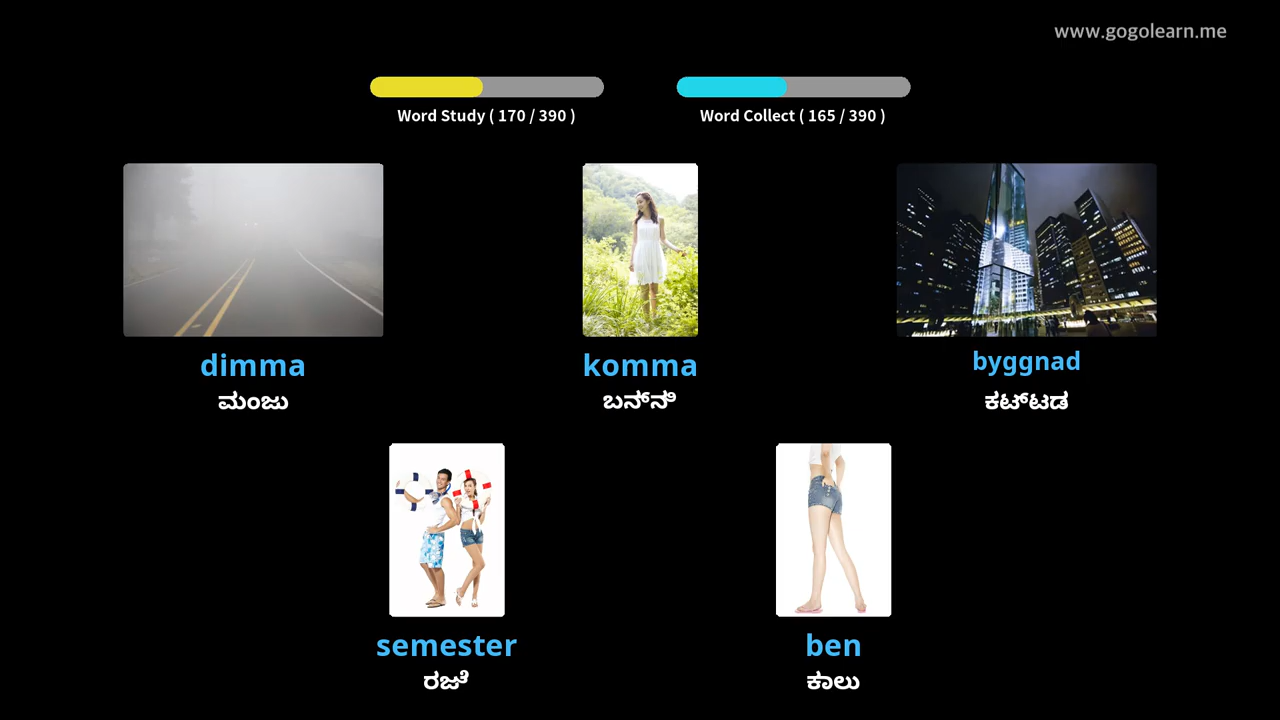 www.gogolearn.me
Word Study ( 170 / 390 )
Word Collect ( 165 / 390 )
dimma
ಮಂಜು
komma
ಬನ್ನಿ
byggnad
ಕಟ್ಟಡ
semester
ರಜೆ
ben
ಕಾಲು